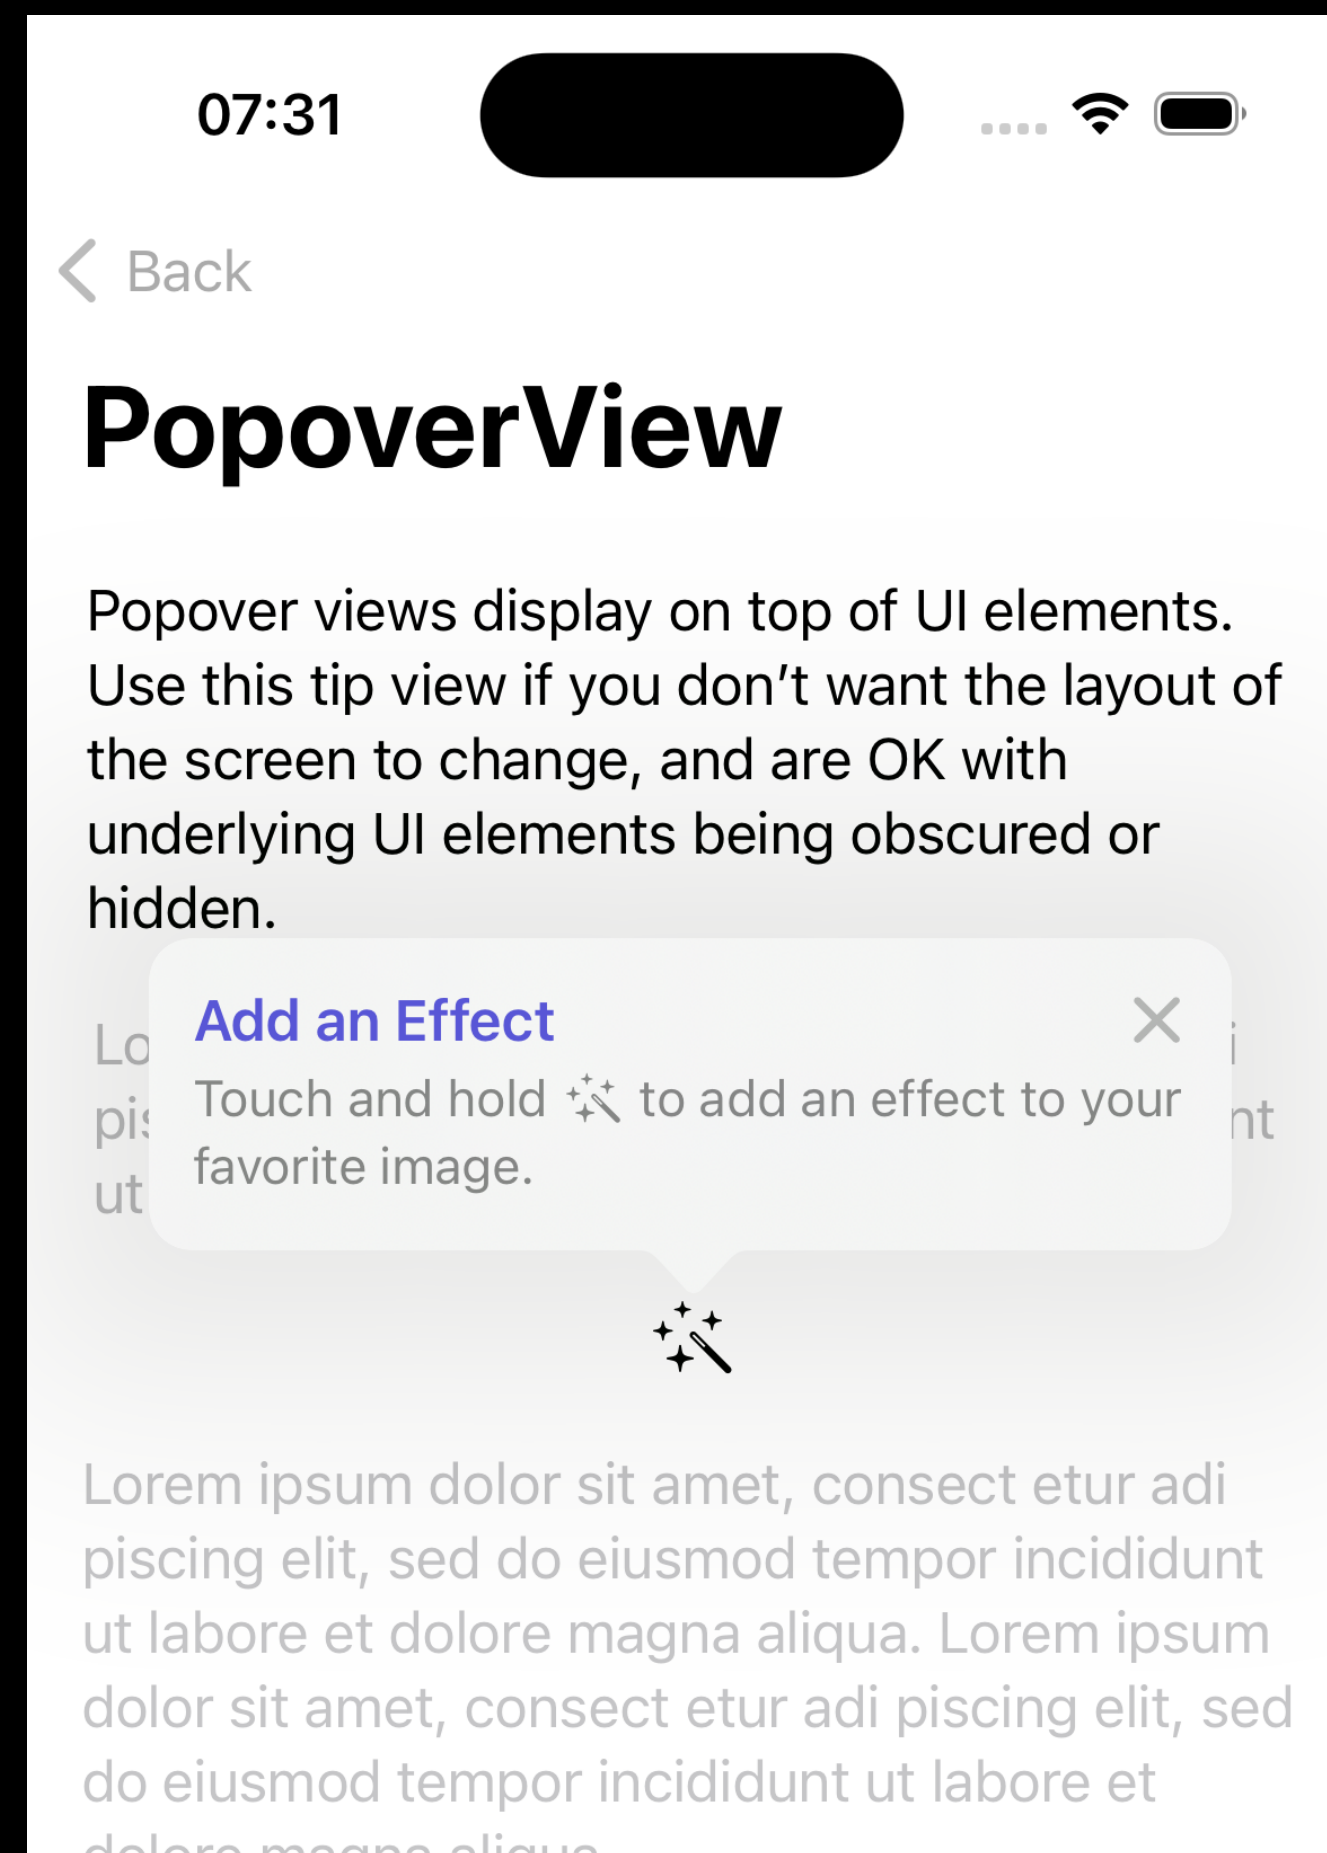 07:31
Back
PopoverView
Popover views display on top of UI elements.
Use this tip view if you don’t want the layout of
the screen to change, and are OK with
underlying UI elements being obscured or
hidden.
Add an Effect
Touch and hold to add an effect to your
favorite image.
ut
Lorem ipsum dolor sit amet, consect etur adi
piscing elit, sed do eiusmod tempor incididunt
ut labore et dolore magna aliqua. Lorem ipsum
dolor sit amet, consect etur adi piscing elit, sed
do eiusmod tempor incididunt ut labore et
dolore magna aliqua